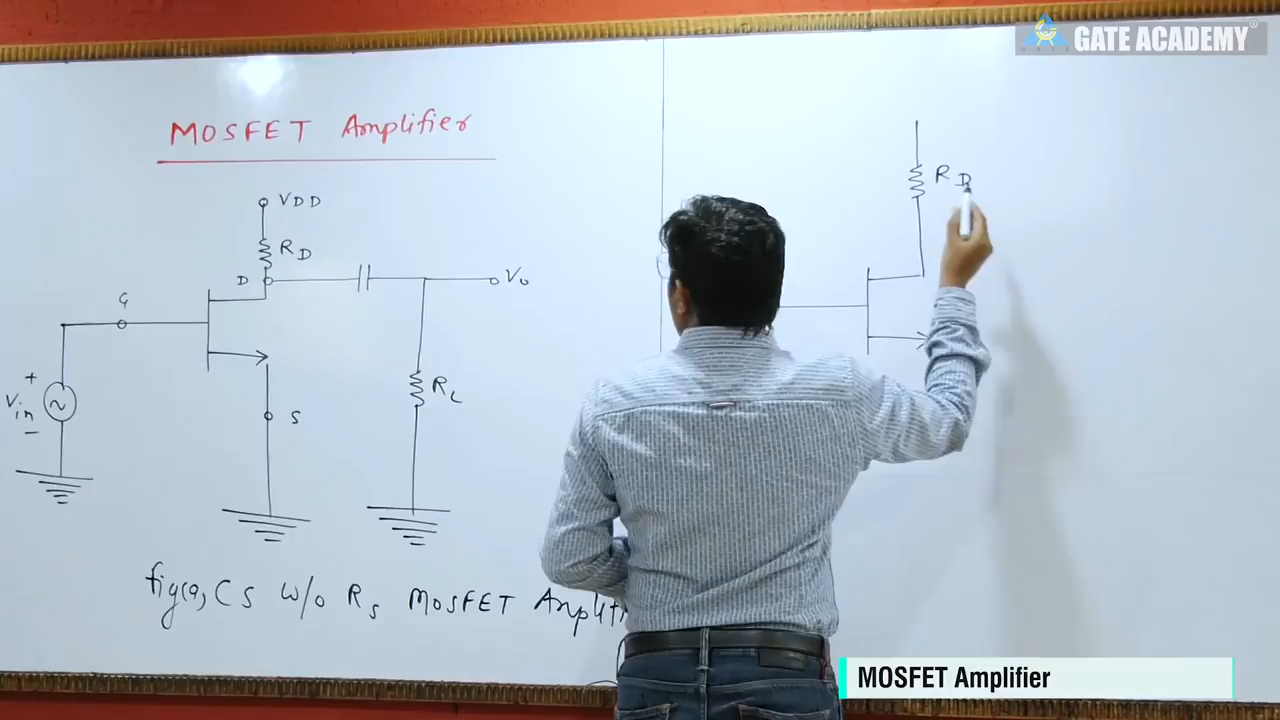 GATE ACADEMY
MOSFET Amplifier
VDD
RD
D
Vo
G
+
Vin
-
RL
S
fig(a), CS w/o Rs MOSFET
RD
MOSFET Amplifier